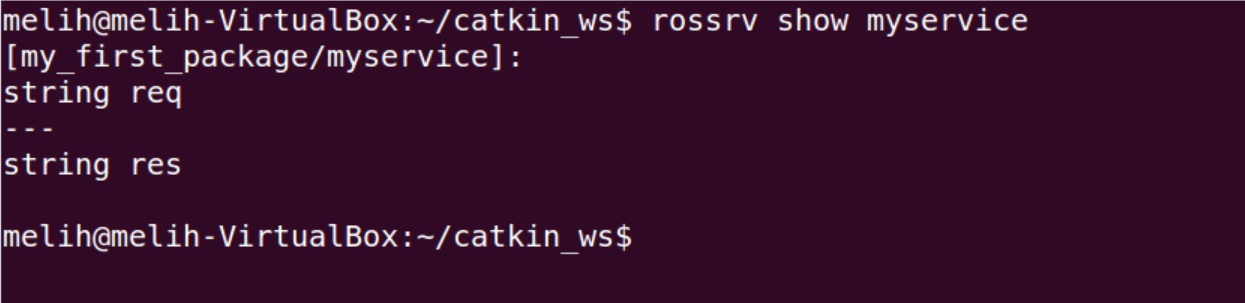 melih@melih-VirtualBox:~/catkin_ws$ rossrv show myservice
[my_first_package/myservice]:
string req
---
string res
melih@melih-VirtualBox:~/catkin_ws$